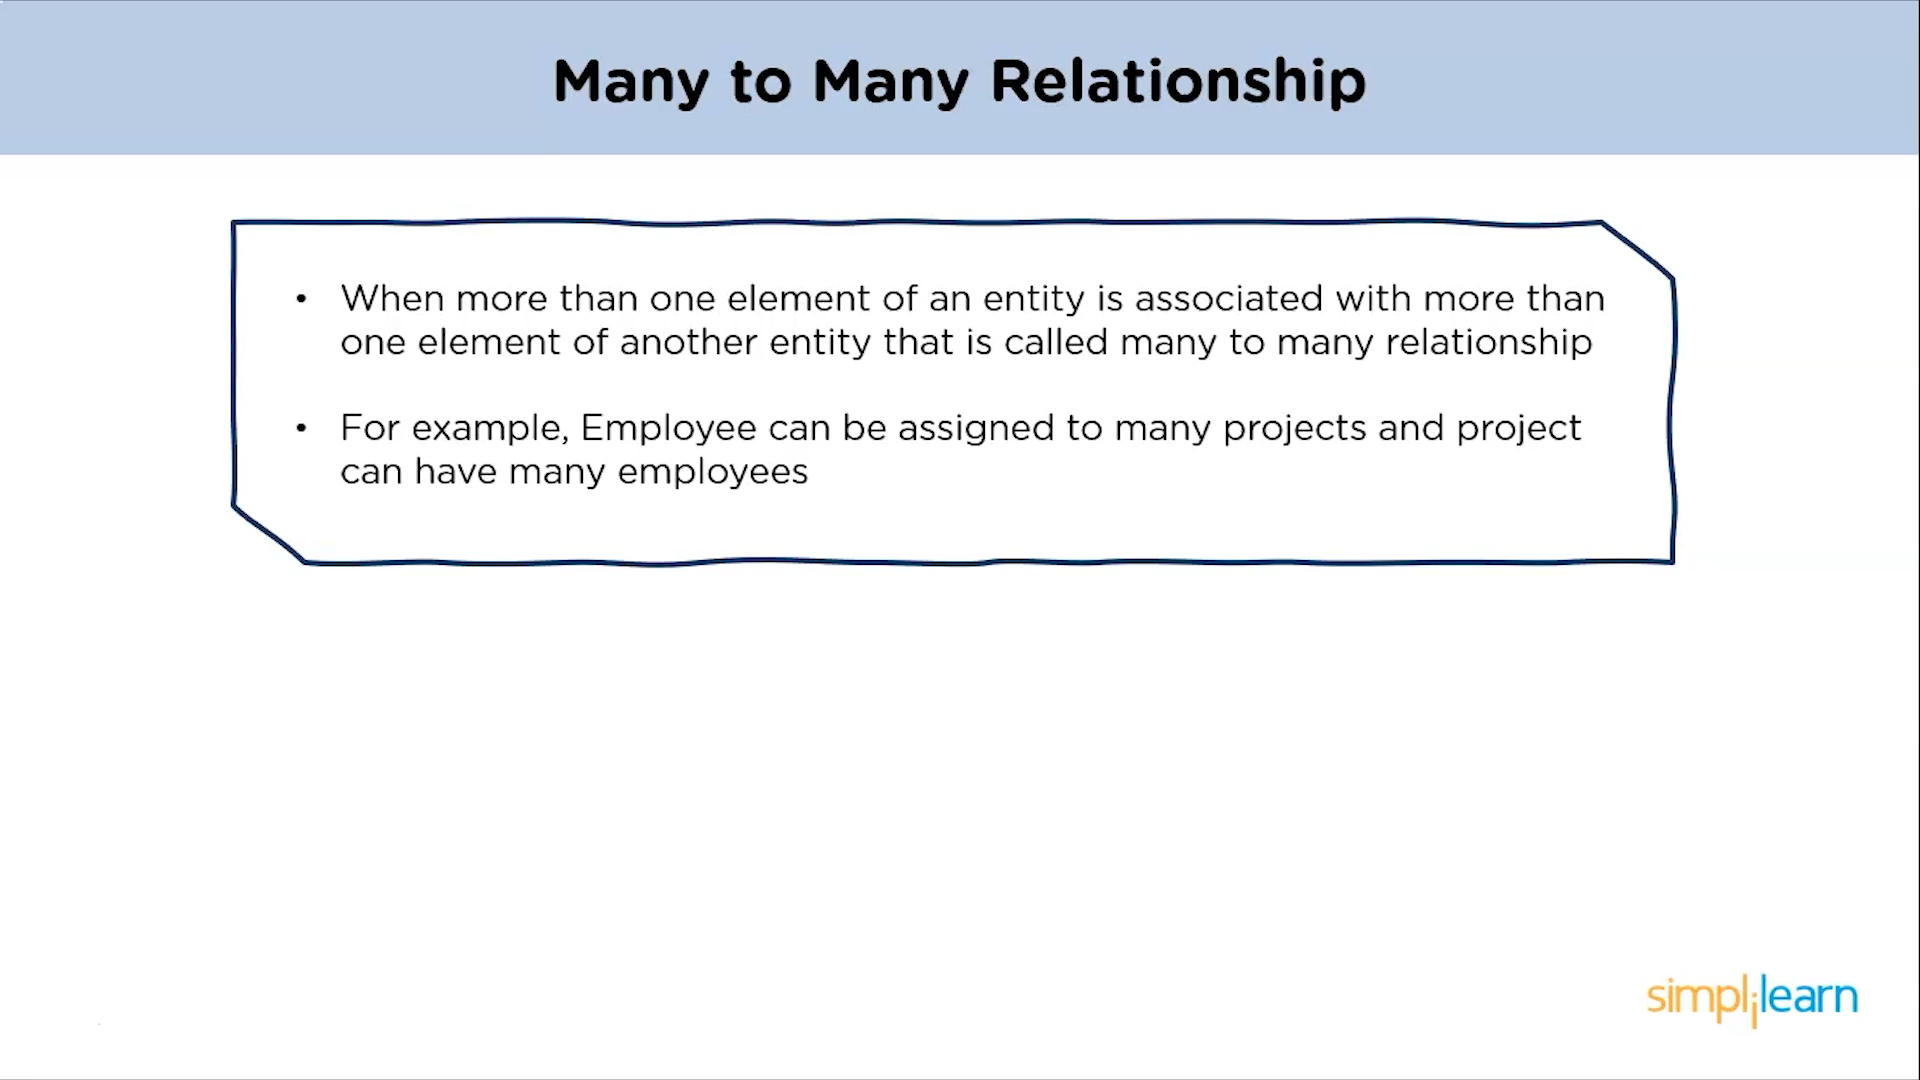 Many to Many Relationship
• When more than one element of an entity is associated with more than
one element of another entity that is called many to many relationship
• For example, Employee can be assigned to many projects and project
can have many employees
simplilearn